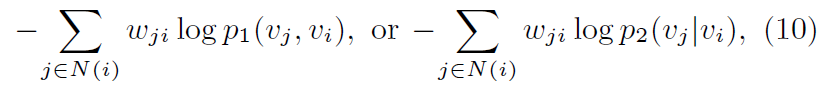 − ∑_{j∈N(i)} w_{ji} log p_1(v_j, v_i), or − ∑_{j∈N(i)} w_{ji} log p_2(v_j|v_i), (10)